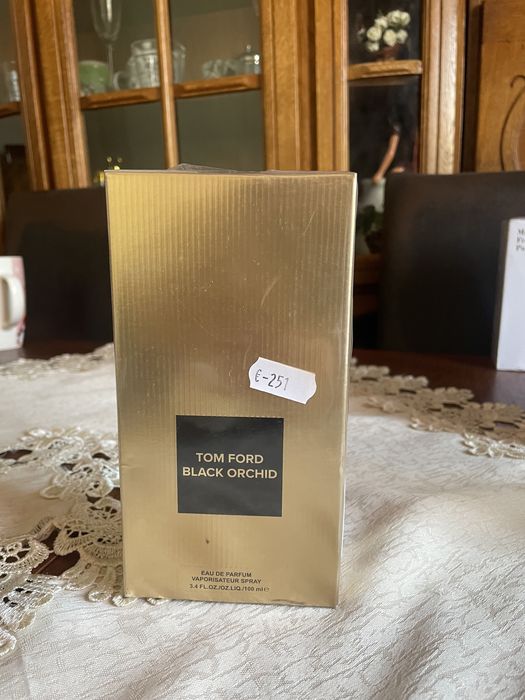 €-251
TOM FORD
BLACK ORCHID
EAU DE PARFUM
VAPORISATEUR SPRAY
3.4 FL.OZ./OZ.LIQ./100 ml ℮